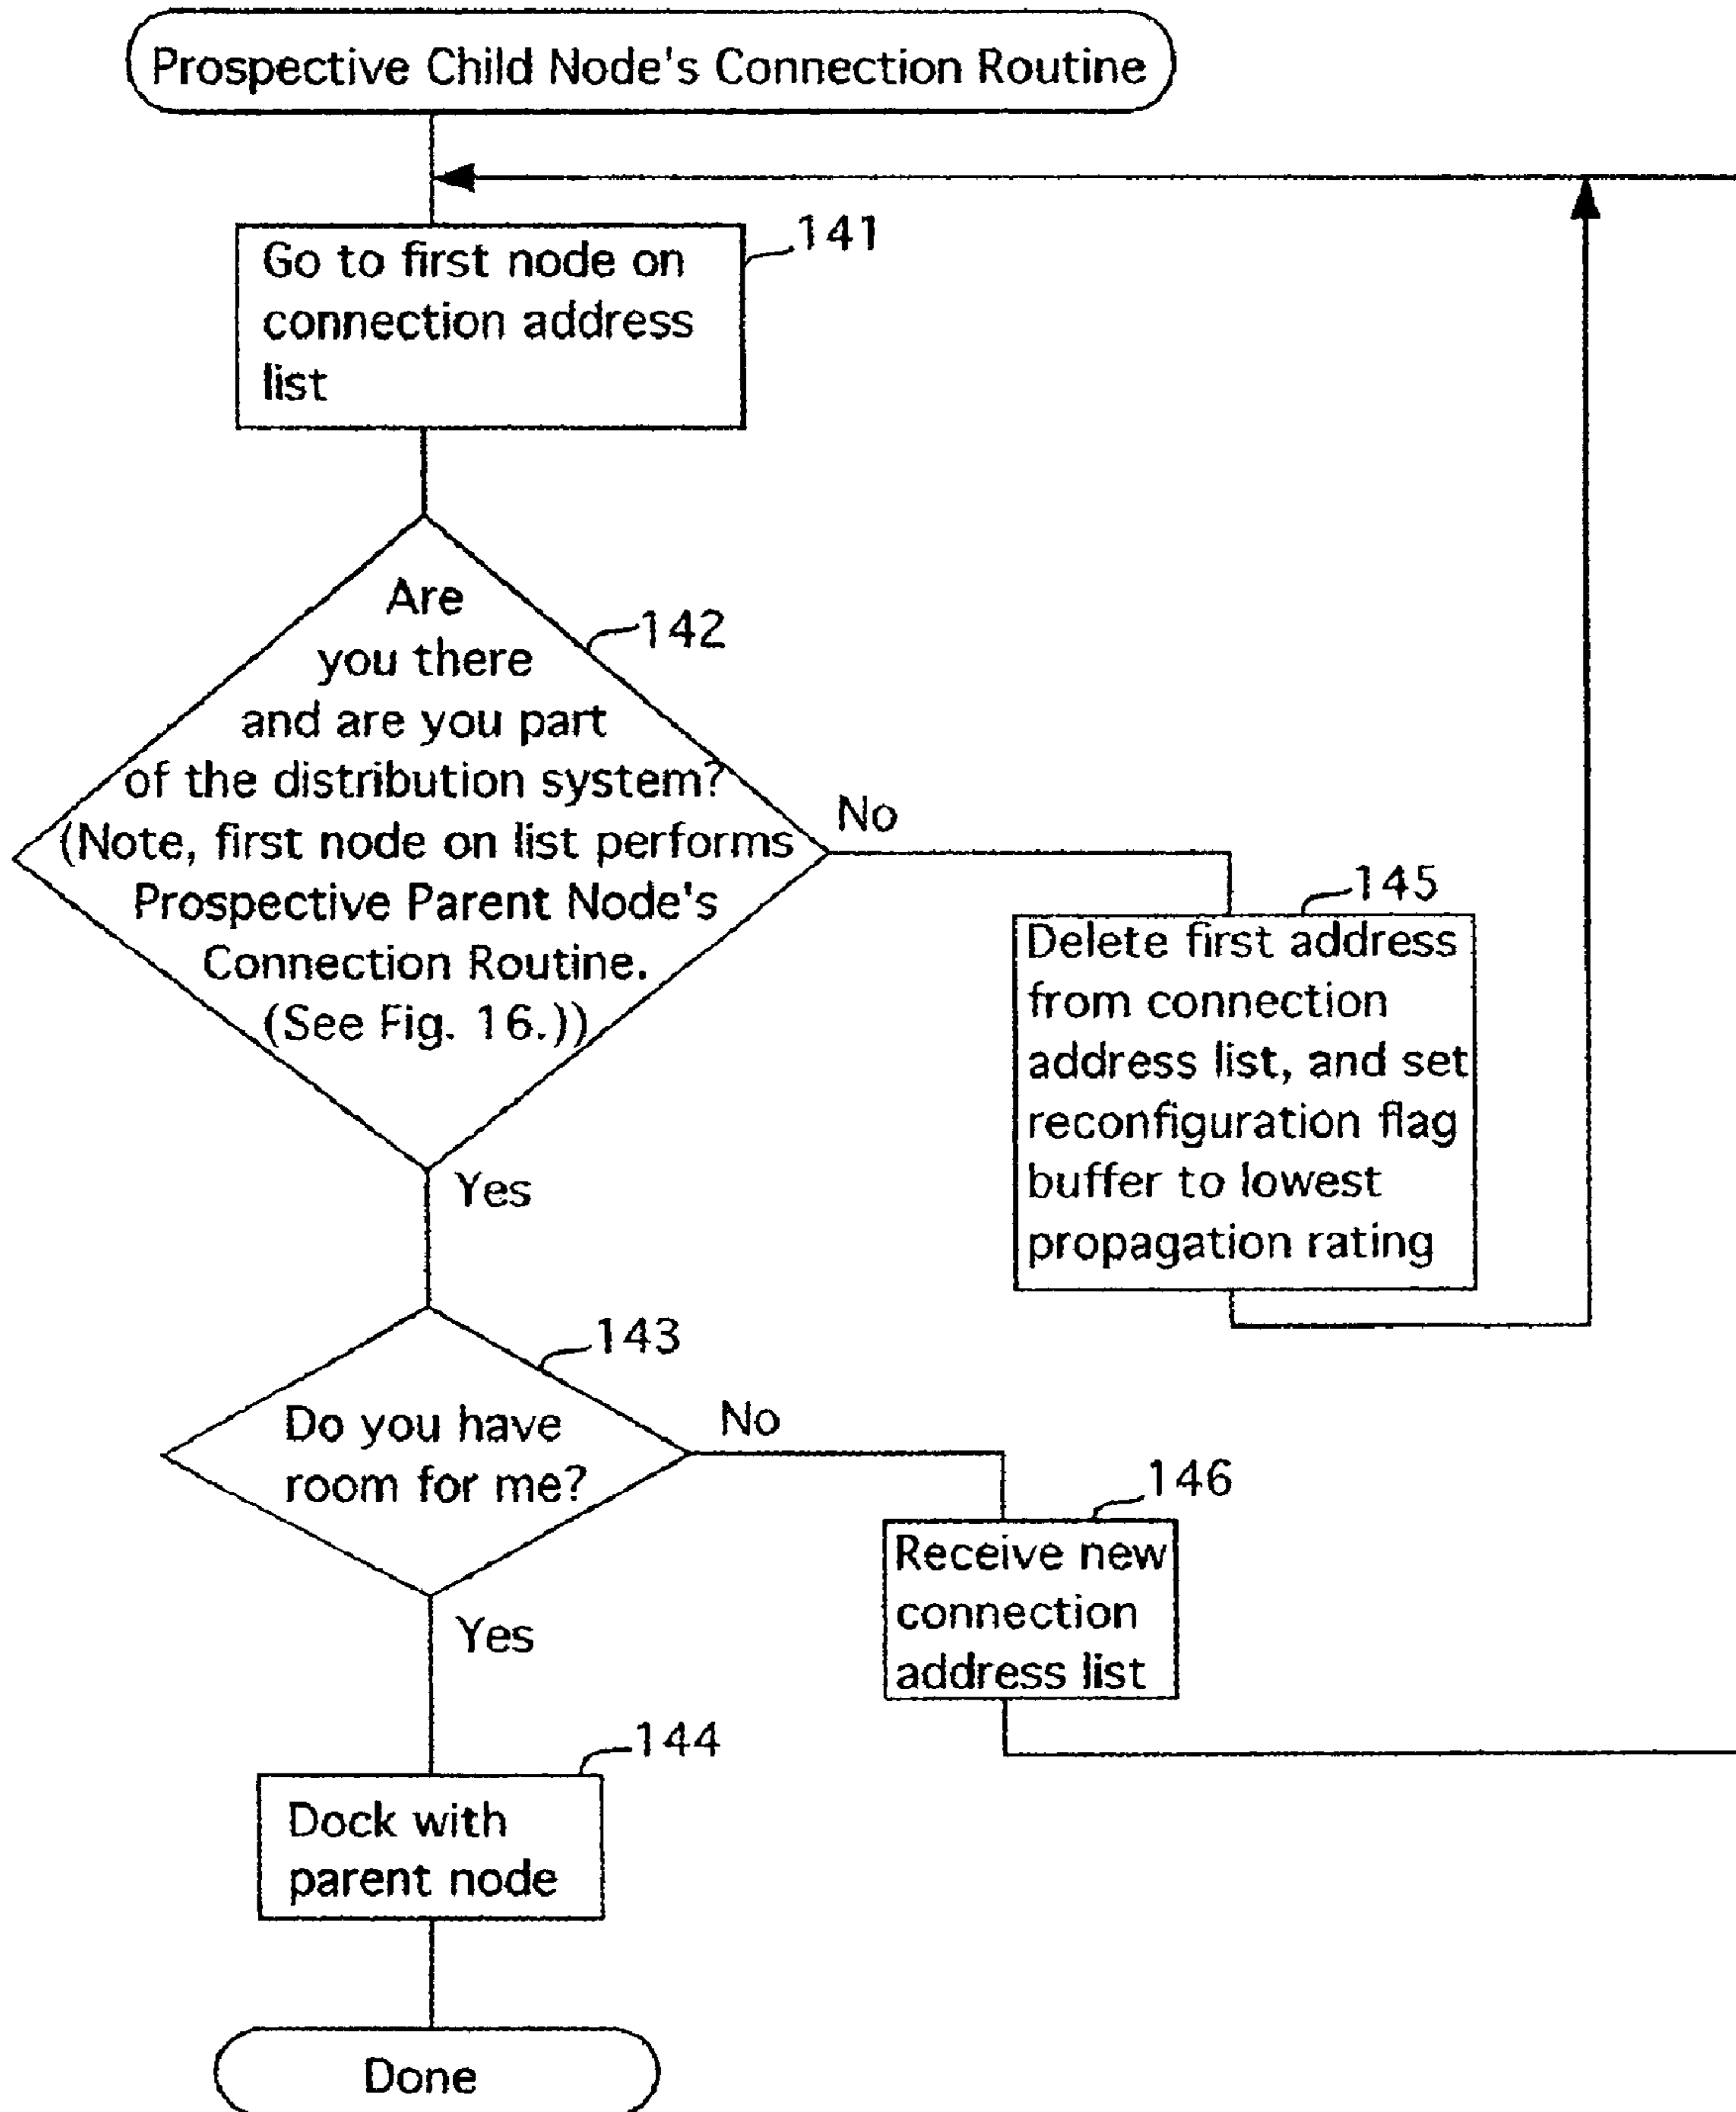 Prospective Child Node's Connection Routine
141
Go to first node on
connection address
list
142
Are
you there
and are you part
of the distribution system?
(Note, first node on list performs
Prospective Parent Node's
Connection Routine.
(See Fig. 16.))
No
145
Delete first address
from connection
address list, and set
reconfiguration flag
buffer to lowest
propagation rating
Yes
143
Do you have
room for me?
No
146
Receive new
connection
address list
Yes
144
Dock with
parent node
Done